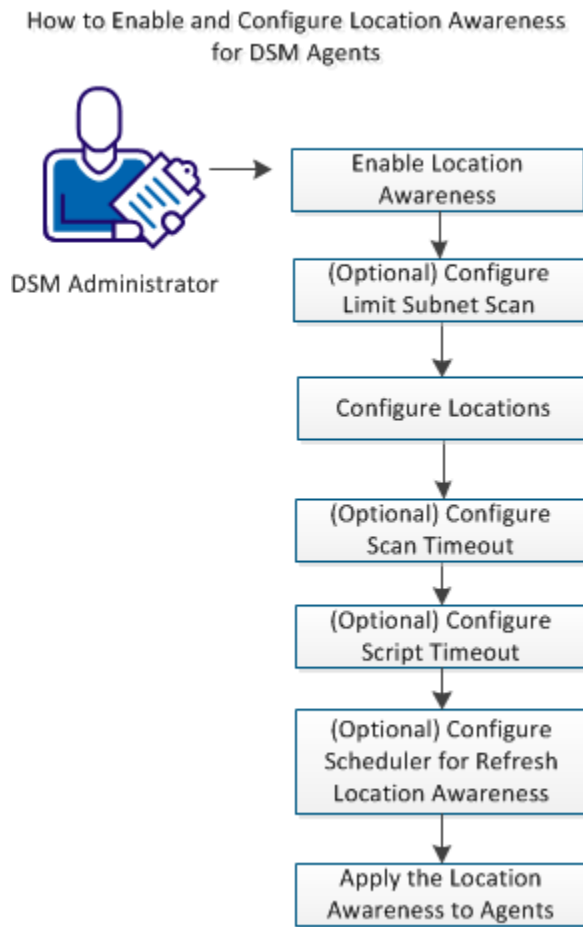 How to Enable and Configure Location Awareness
for DSM Agents
DSM Administrator
Enable Location
Awareness
(Optional) Configure
Limit Subnet Scan
Configure Locations
(Optional) Configure
Scan Timeout
(Optional) Configure
Script Timeout
(Optional) Configure
Scheduler for Refresh
Location Awareness
Apply the Location
Awareness to Agents